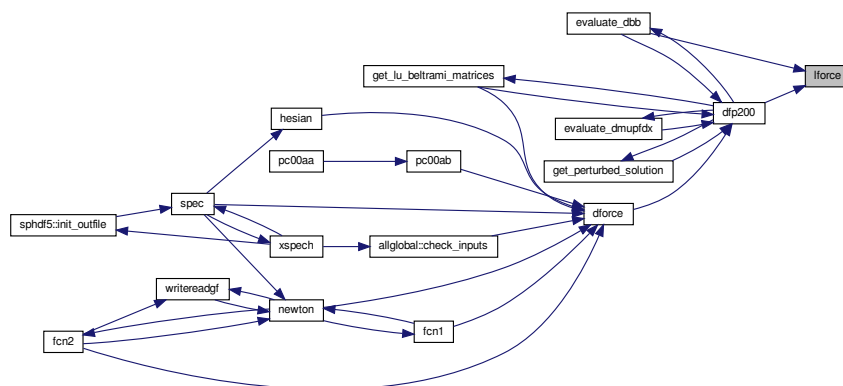 evaluate_dbb
lforce
get_lu_beltrami_matrices
dfp200
hesian
evaluate_dmupfdx
pc00aa
pc00ab
get_perturbed_solution
spec
dforce
sphdf5::init_outfile
xspech
allglobal::check_inputs
writereadgf
newton
fcn1
fcn2